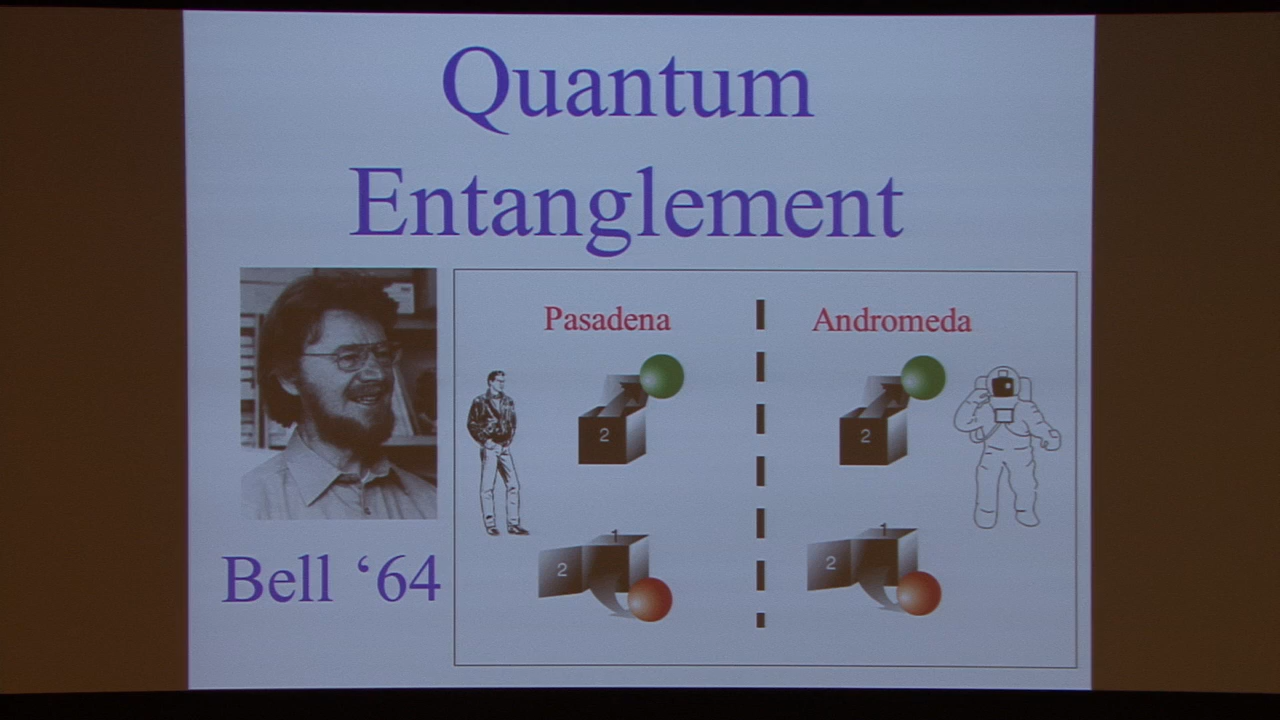 Quantum
Entanglement
Pasadena
Andromeda
2
2
1
2
1
2
Bell ‘64